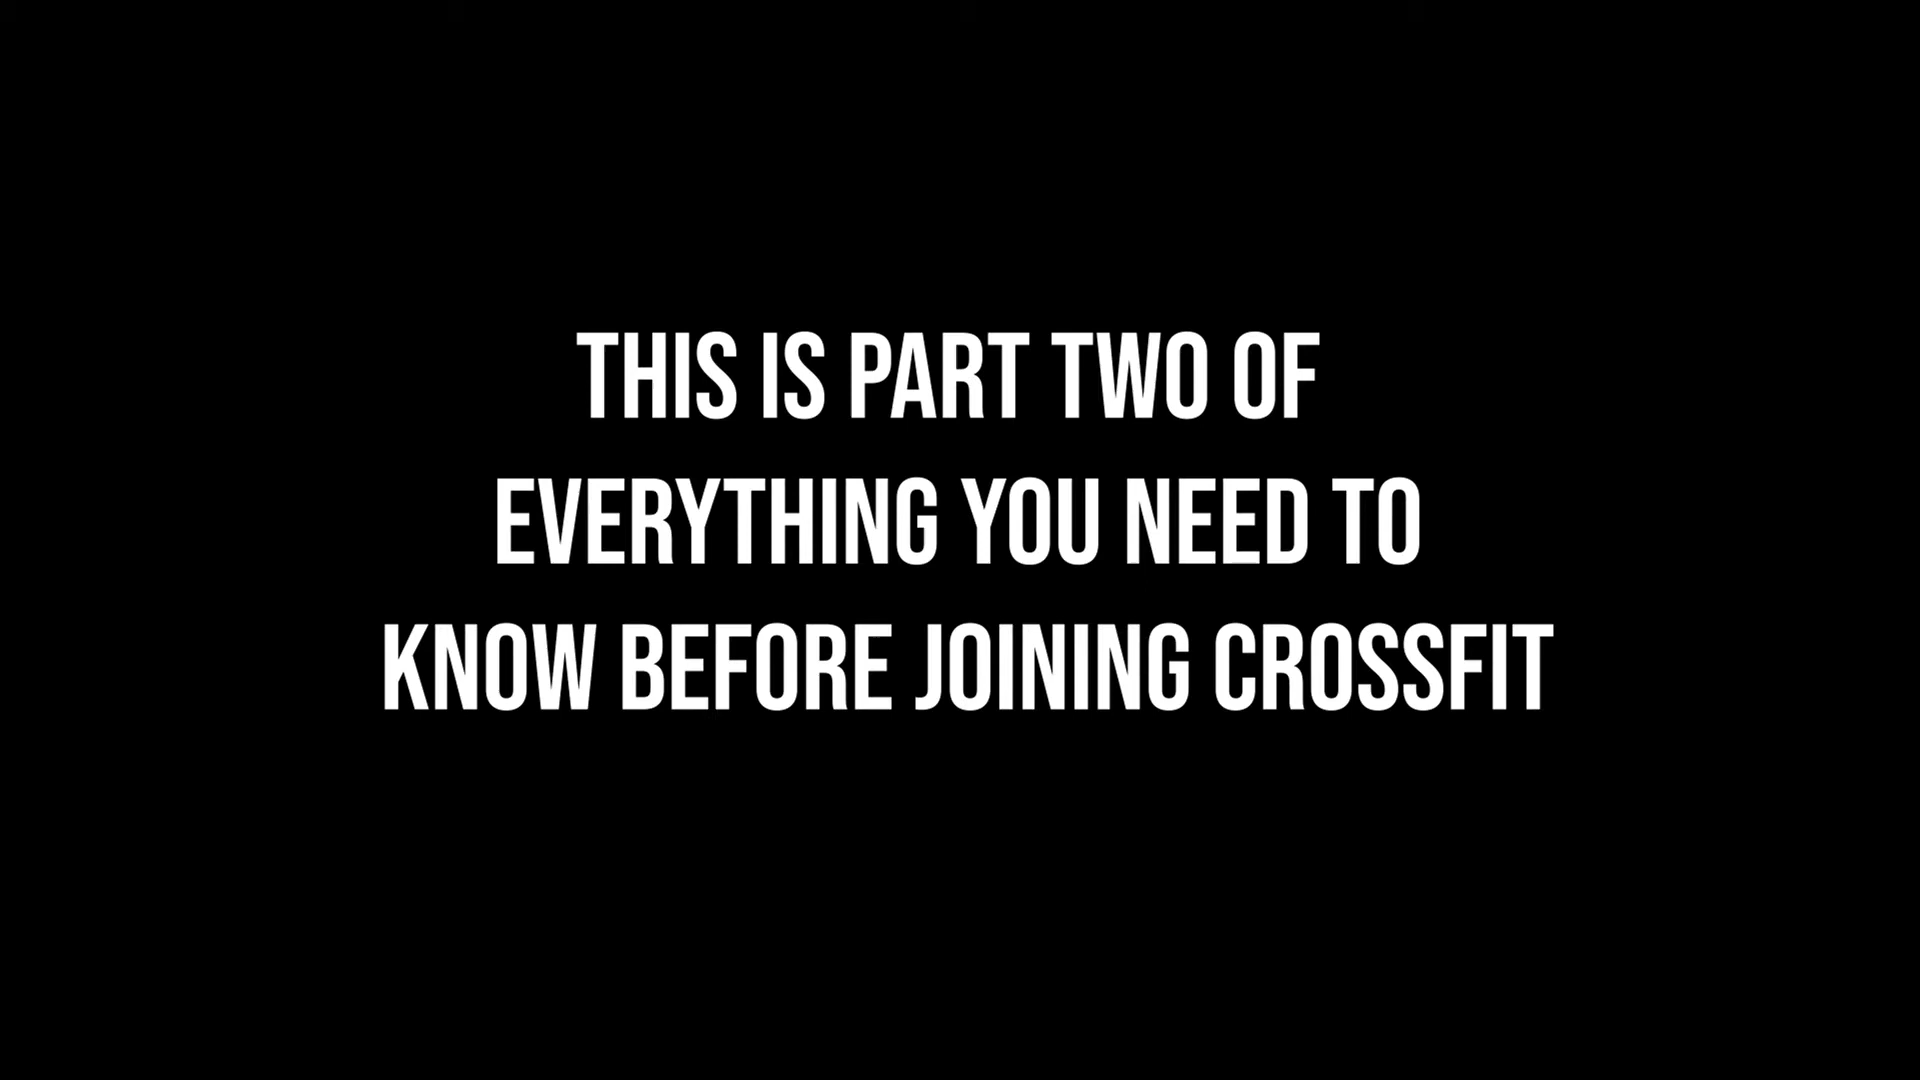 THIS IS PART TWO OF
EVERYTHING YOU NEED TO
KNOW BEFORE JOINING CROSSFIT